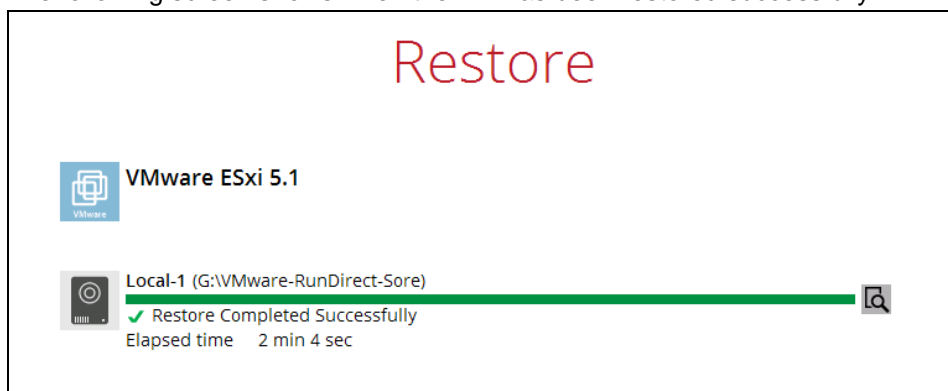 Restore
VMware ESxi 5.1
VMware
Local-1 (G:\VMware-RunDirect-Sore)
Restore Completed Successfully
Elapsed time 2 min 4 sec